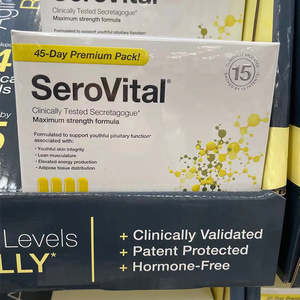 45-Day Premium Pack!
SeroVital®
Clinically Tested Secretagogue*
Maximum strength formula
Formulated to support youthful pituitary function*
associated with:
• Youthful skin integrity
• Lean musculature
• Elevated energy production
• Adipose tissue distribution
15
Levels
LLY*
+ Clinically Validated
+ Patent Protected
+ Hormone-Free